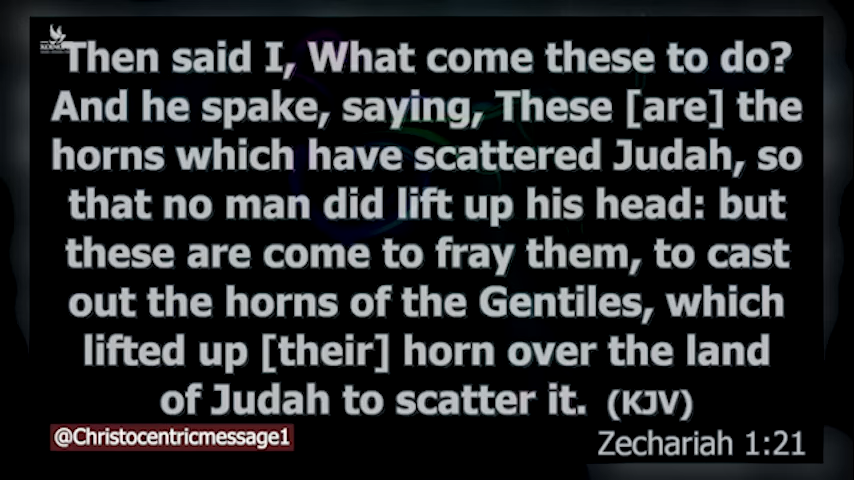 Then said I, What come these to do?
And he spake, saying, These [are] the
horns which have scattered Judah, so
that no man did lift up his head: but
these are come to fray them, to cast
out the horns of the Gentiles, which
lifted up [their] horn over the land
of Judah to scatter it. (KJV)
@Christocentricmessage1
Zechariah 1:21